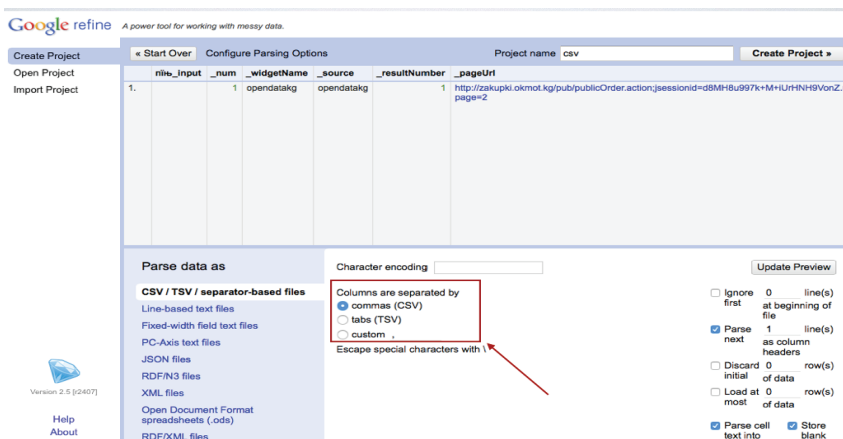 Google refine A power tool for working with messy data.
Create Project
Open Project
Import Project
« Start Over Configure Parsing Options Project name csv Create Project »
пїњ_input _num _widgetName _source _resultNumber _pageUrl
1. 1 opendatakg opendatakg 1 http://zakupki.okmot.kg/pub/publicOrder.action;jsessionid=d8MH8u997k+M+iUrHNH9VonZ.
page=2
Parse data as
CSV / TSV / separator-based files
Line-based text files
Fixed-width field text files
PC-Axis text files
JSON files
RDF/N3 files
XML files
Open Document Format
spreadsheets (.ods)
RDF/XML files
Character encoding
Update Preview
Columns are separated by
commas (CSV)
tabs (TSV)
custom ,
Escape special characters with \
Ignore 0 line(s)
first at beginning of
file
Parse 1 line(s)
next as column
headers
Discard 0 row(s)
initial of data
Load at 0 row(s)
most of data
Parse cell Store
text into blank
Version 2.5 [r2407]
Help
About